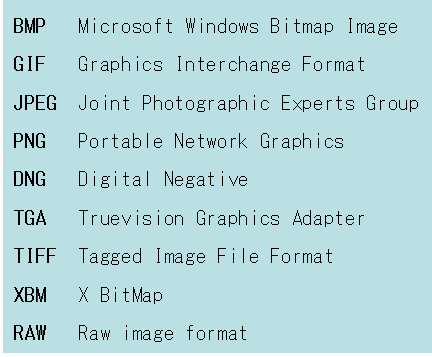 BMP Microsoft Windows Bitmap Image
GIF Graphics Interchange Format
JPEG Joint Photographic Experts Group
PNG Portable Network Graphics
DNG Digital Negative
TGA Truevision Graphics Adapter
TIFF Tagged Image File Format
XBM X BitMap
RAW Raw image format